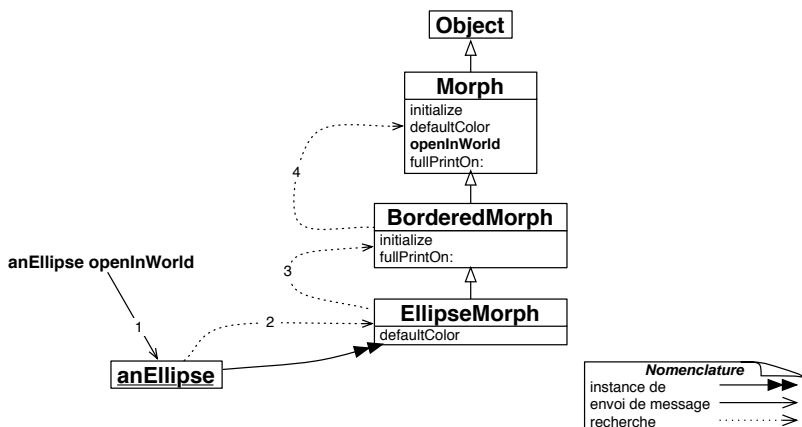 Object
Morph
initialize
defaultColor
openInWorld
fullPrintOn:
4
BorderedMorph
initialize
fullPrintOn:
anEllipse openInWorld
3
EllipseMorph
defaultColor
1
2
anEllipse
Nomenclature
instance de
envoi de message
recherche